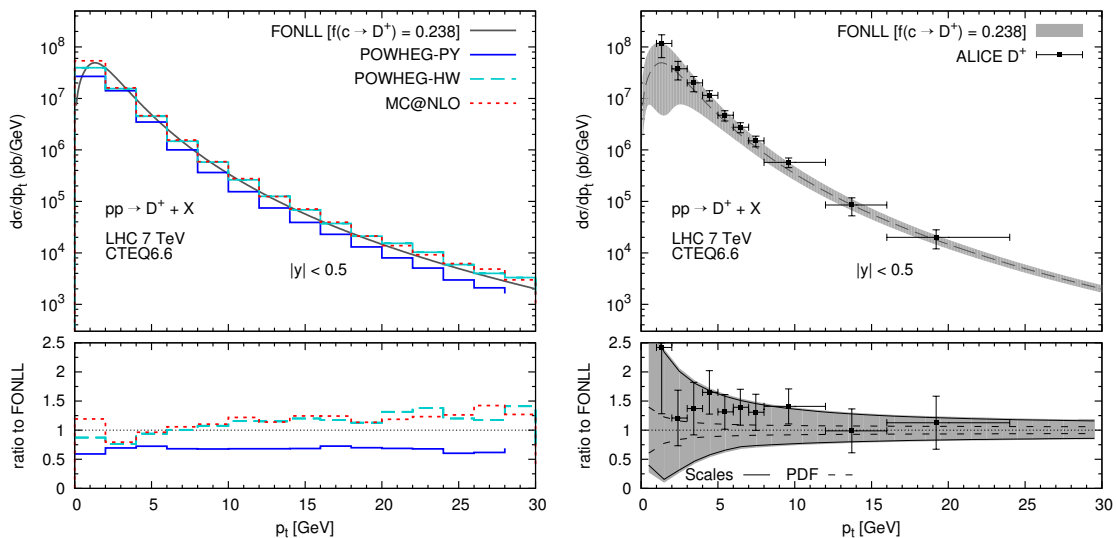 FONLL [f(c → D⁺) = 0.238]
POWHEG-PY
POWHEG-HW
MC@NLO
dσ/dpₜ (pb/GeV)
10⁸
10⁷
10⁶
10⁵
10⁴
10³
pp → D⁺ + X
LHC 7 TeV
CTEQ6.6
|y| < 0.5
ratio to FONLL
2.5
2
1.5
1
0.5
0
0 5 10 15 20 25 30
pₜ [GeV]
FONLL [f(c → D⁺) = 0.238]
ALICE D⁺
dσ/dpₜ (pb/GeV)
10⁸
10⁷
10⁶
10⁵
10⁴
10³
pp → D⁺ + X
LHC 7 TeV
CTEQ6.6
|y| < 0.5
ratio to FONLL
2.5
2
1.5
1
0.5
0
Scales PDF
0 5 10 15 20 25 30
pₜ [GeV]